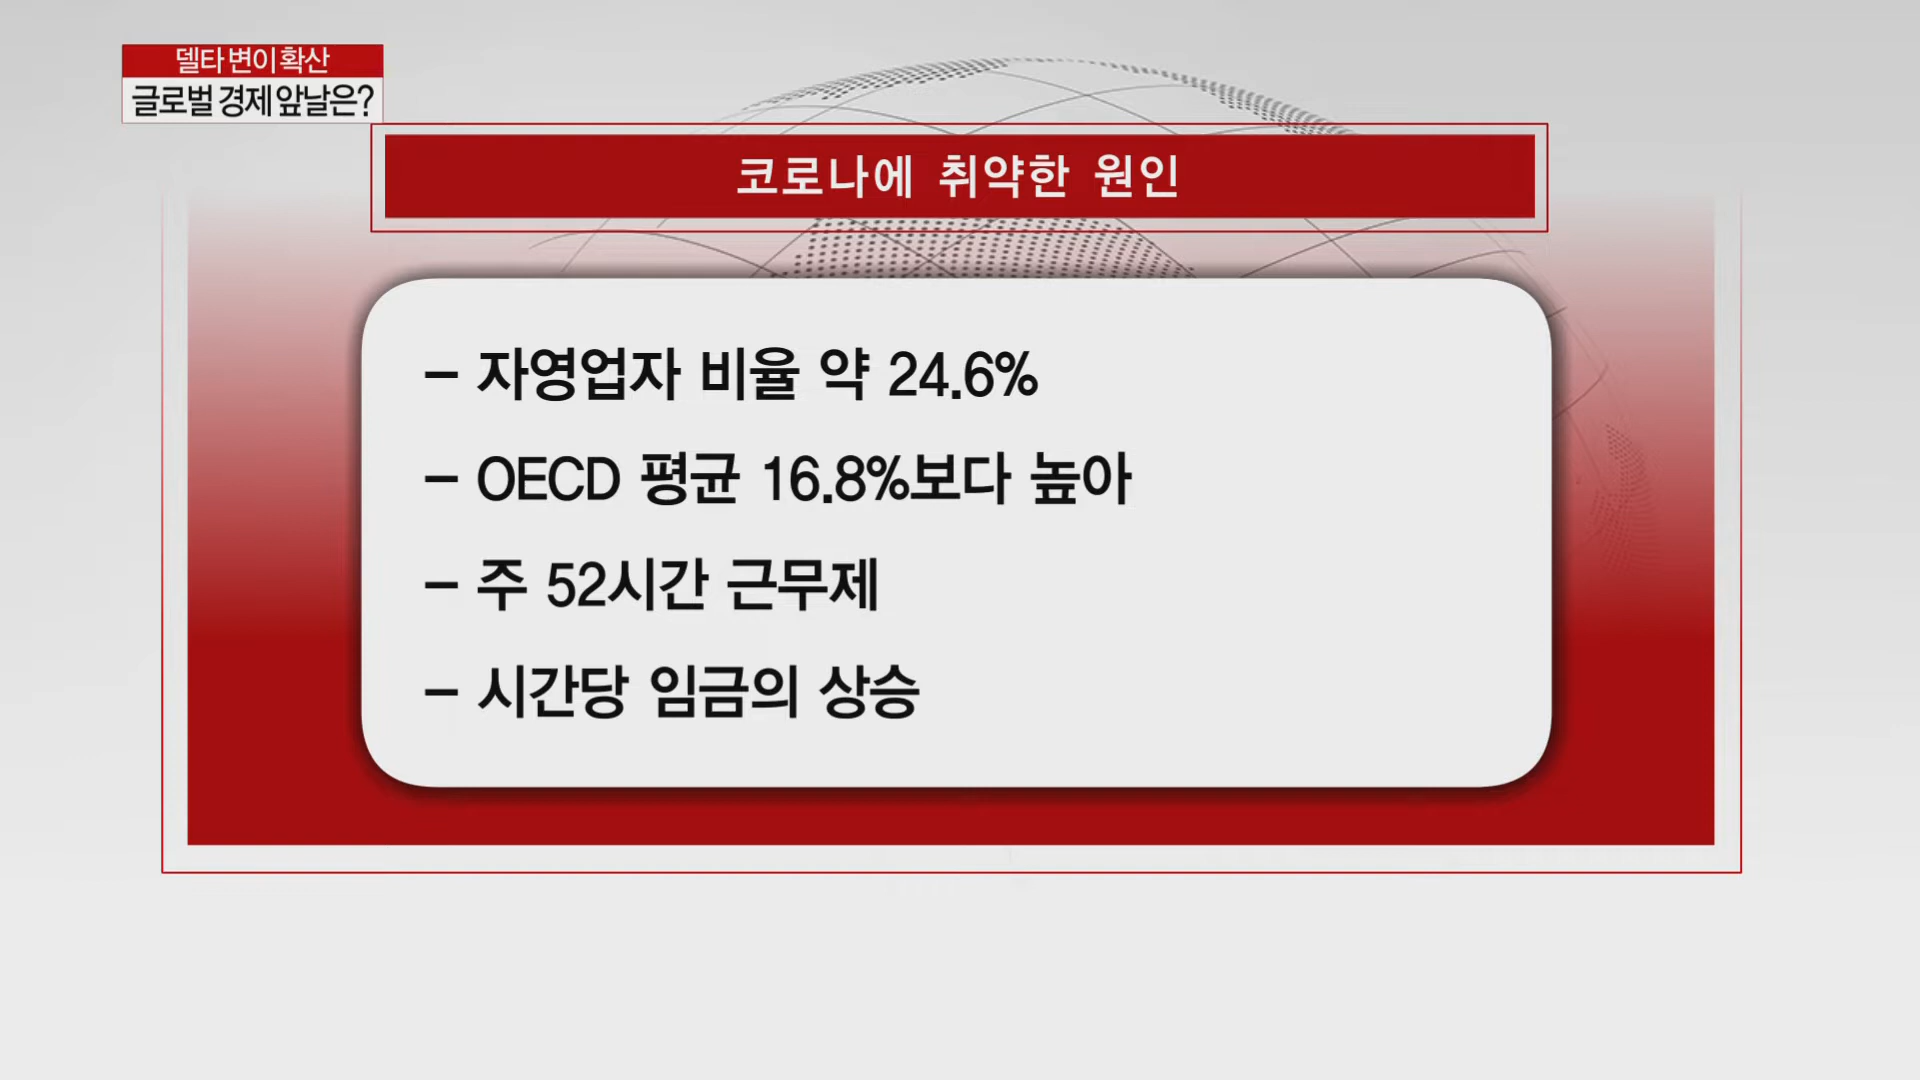 델타 변이 확산
글로벌 경제 앞날은?
코로나에 취약한 원인
- 자영업자 비율 약 24.6%
- OECD 평균 16.8%보다 높아
- 주 52시간 근무제
- 시간당 임금의 상승